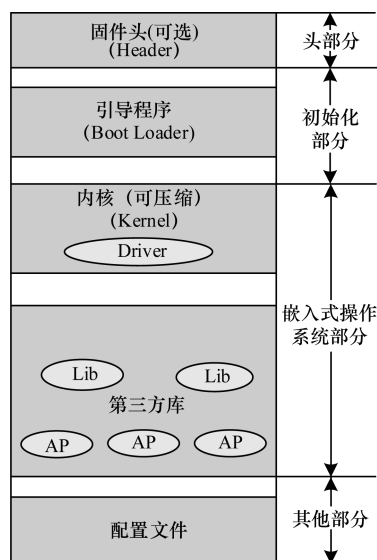 固件头(可选)
(Header)
头部分
引导程序
(Boot Loader)
初始化
部分
内核（可压缩）
(Kernel)
Driver
嵌入式操作
系统部分
Lib
Lib
第三方库
AP
AP
AP
配置文件
其他部分